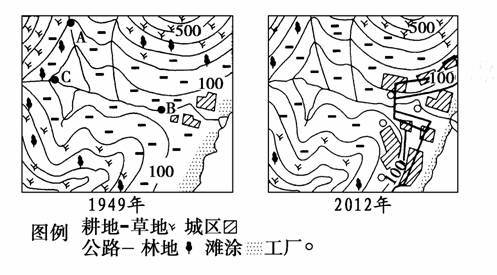 A
500
C
100
B
100
500
100
100
1949年
2012年
图例 耕地 草地 城区
公路 林地 滩涂 工厂